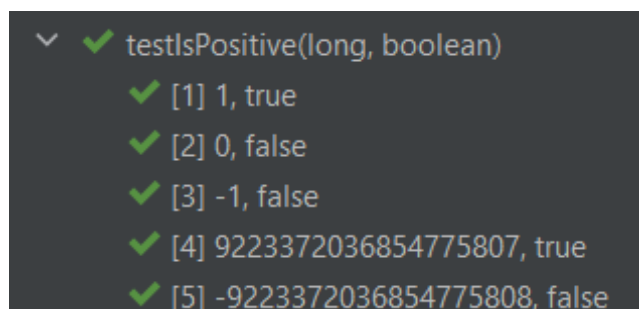 testIsPositive(long, boolean)
[1] 1, true
[2] 0, false
[3] -1, false
[4] 9223372036854775807, true
[5] -9223372036854775808, false